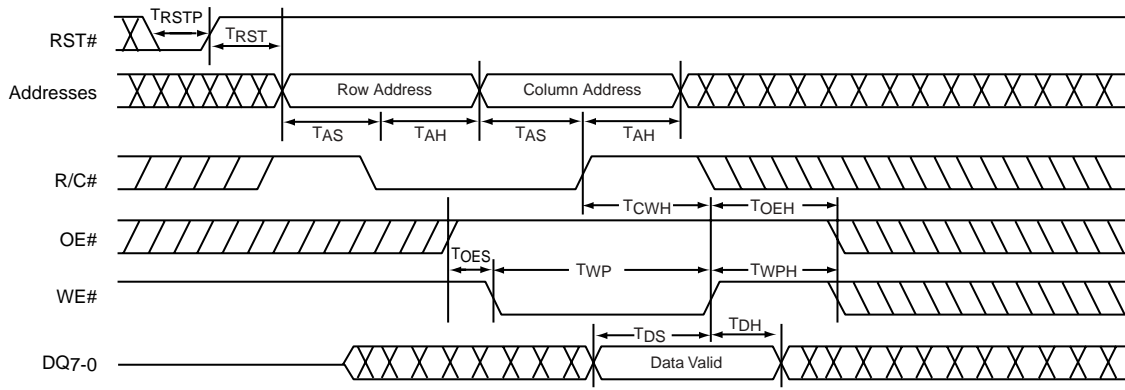 RST# TRSTP TRST
Addresses Row Address Column Address
TAS TAH TAS TAH
R/C#
TCWH TOEH
OE#
TOES TWP TWPH
WE#
TDS TDH
DQ7-0 Data Valid